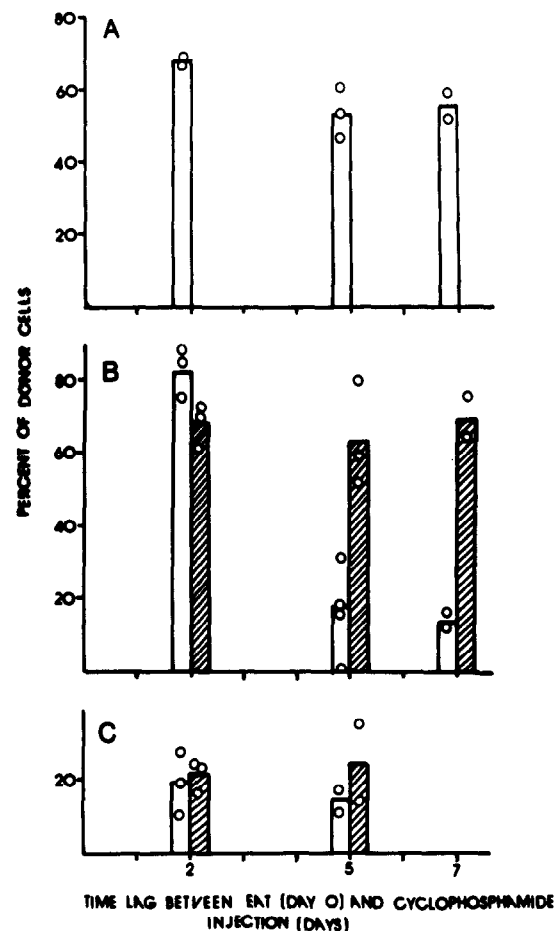 A
80
60
40
20
B
80
60
40
20
C
20
PERCENT OF DONOR CELLS
2 5 7
TIME LAG BETWEEN EAT (DAY 0) AND CYCLOPHOSPHAMIDE
INJECTION (DAYS)